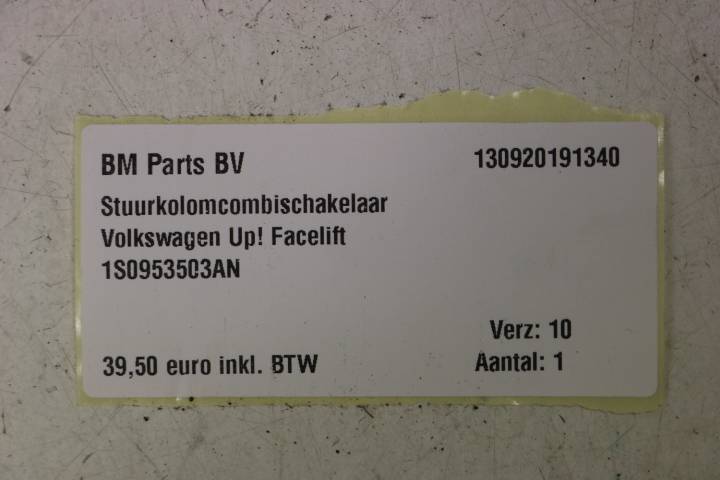 BM Parts BV 130920191340
Stuurkolomcombischakelaar
Volkswagen Up! Facelift
1S0953503AN
Verz: 10
39,50 euro inkl. BTW Aantal: 1